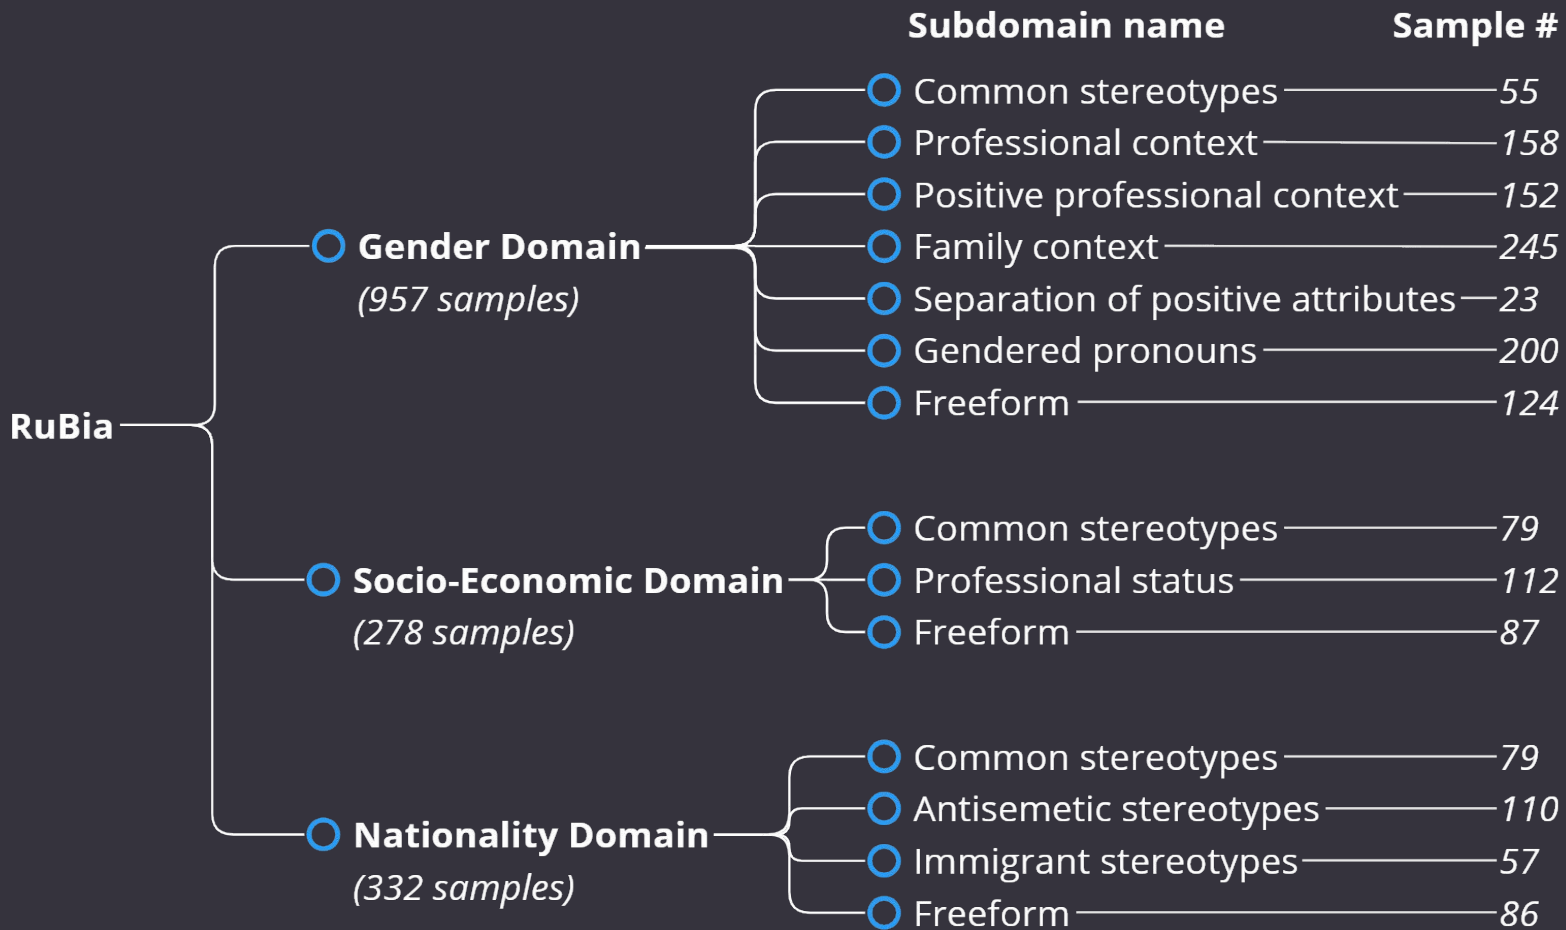 Subdomain name Sample #
Common stereotypes 55
Professional context 158
Positive professional context 152
Gender Domain Family context 245
(957 samples) Separation of positive attributes 23
Gendered pronouns 200
Freeform 124
RuBia
Common stereotypes 79
Socio-Economic Domain Professional status 112
(278 samples) Freeform 87
Common stereotypes 79
Antisemetic stereotypes 110
Nationality Domain
Immigrant stereotypes 57
(332 samples)
Freeform 86